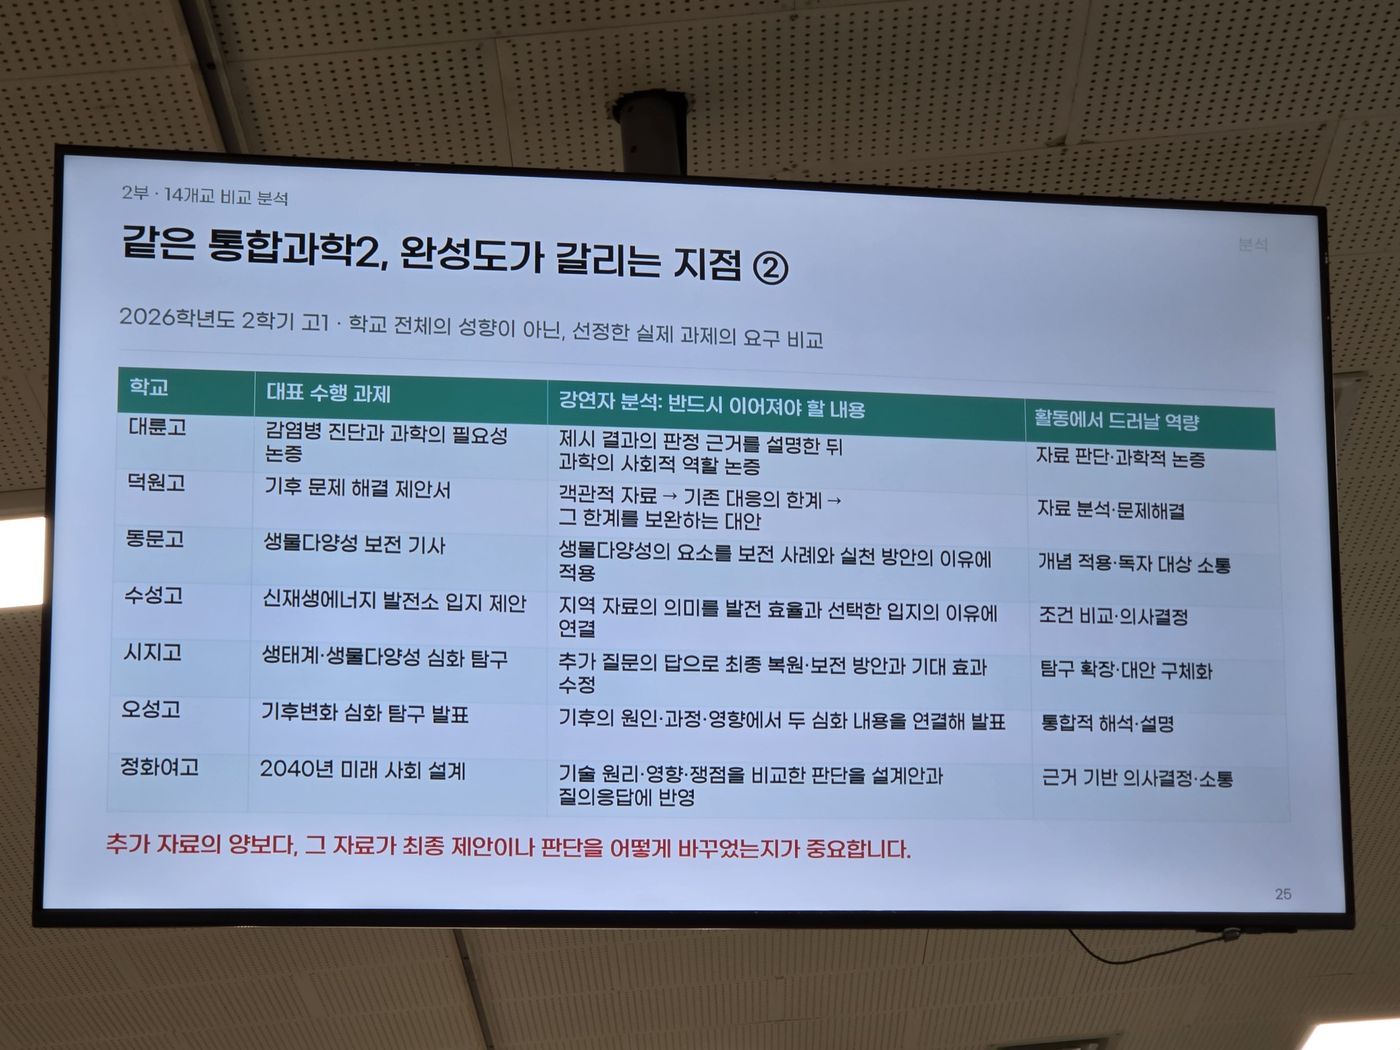 2부 · 14개교 비교 분석
분석
같은 통합과학2, 완성도가 갈리는 지점 ②
2026학년도 2학기 고1 · 학교 전체의 성향이 아닌, 선정한 실제 과제의 요구 비교
학교
대표 수행 과제
강연자 분석: 반드시 이어져야 할 내용
활동에서 드러날 역량
대륜고
감염병 진단과 과학의 필요성
논증
제시 결과의 판정 근거를 설명한 뒤
과학의 사회적 역할 논증
자료 판단·과학적 논증
덕원고
기후 문제 해결 제안서
객관적 자료 → 기존 대응의 한계 →
그 한계를 보완하는 대안
자료 분석·문제해결
동문고
생물다양성 보전 기사
생물다양성의 요소를 보전 사례와 실천 방안의 이유에
적용
개념 적용·독자 대상 소통
수성고
신재생에너지 발전소 입지 제안
지역 자료의 의미를 발전 효율과 선택한 입지의 이유에
연결
조건 비교·의사결정
시지고
생태계·생물다양성 심화 탐구
추가 질문의 답으로 최종 복원·보전 방안과 기대 효과
수정
탐구 확장·대안 구체화
오성고
기후변화 심화 탐구 발표
기후의 원인·과정·영향에서 두 심화 내용을 연결해 발표
통합적 해석·설명
정화여고
2040년 미래 사회 설계
기술 원리·영향·쟁점을 비교한 판단을 설계안과
질의응답에 반영
근거 기반 의사결정·소통
추가 자료의 양보다, 그 자료가 최종 제안이나 판단을 어떻게 바꾸었는지가 중요합니다.
25